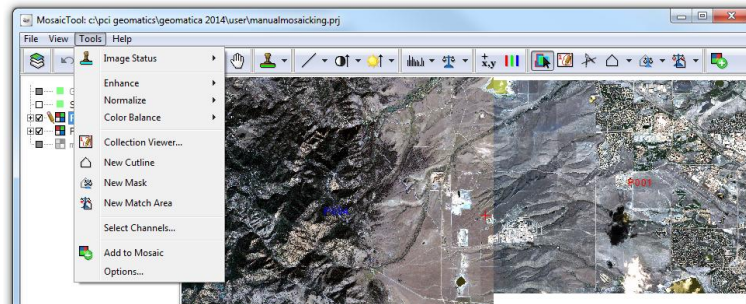 MosaicTool: c:\pci geomatics\geomatica 2014\user\manualmosaicking.prj
File View Tools Help
Image Status
x,y
Enhance
Normalize
Color Balance
Collection Viewer...
New Cutline
New Mask
New Match Area
Select Channels...
Add to Mosaic
Options...